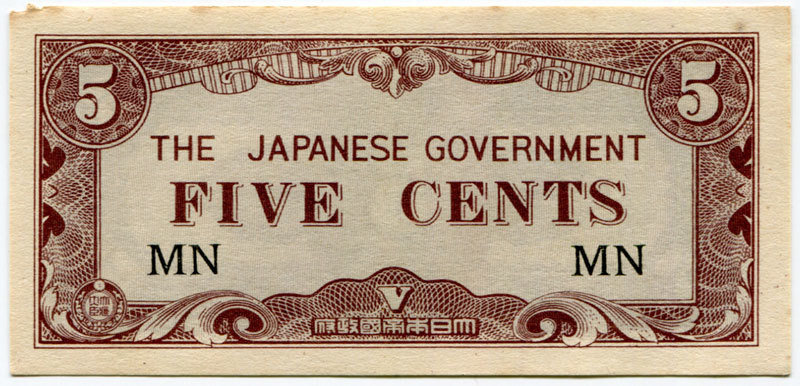 5 5
THE JAPANESE GOVERNMENT
FIVE CENTS
MN MN
V
大日本帝國政府